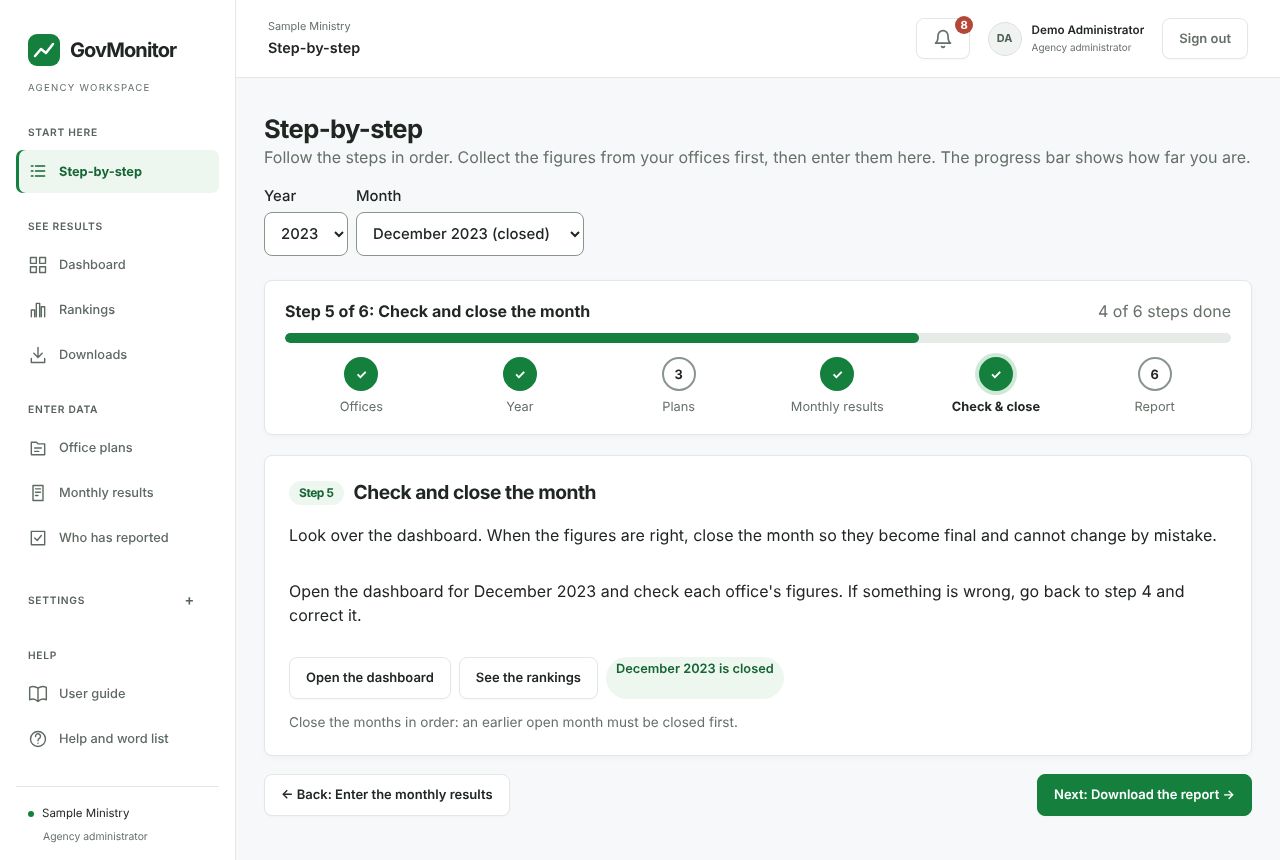 GovMonitor
AGENCY WORKSPACE
START HERE
Step-by-step
SEE RESULTS
Dashboard
Rankings
Downloads
ENTER DATA
Office plans
Monthly results
Who has reported
SETTINGS +
HELP
User guide
Help and word list
Sample Ministry
Agency administrator
Sample Ministry
Step-by-step
8
DA
Demo Administrator
Agency administrator
Sign out
Step-by-step
Follow the steps in order. Collect the figures from your offices first, then enter them here. The progress bar shows how far you are.
Year Month
2023 December 2023 (closed)
Step 5 of 6: Check and close the month 4 of 6 steps done
3 6
Offices Year Plans Monthly results Check & close Report
Step 5 Check and close the month
Look over the dashboard. When the figures are right, close the month so they become final and cannot change by mistake.
Open the dashboard for December 2023 and check each office's figures. If something is wrong, go back to step 4 and
correct it.
Open the dashboard See the rankings December 2023 is closed
Close the months in order: an earlier open month must be closed first.
← Back: Enter the monthly results Next: Download the report →